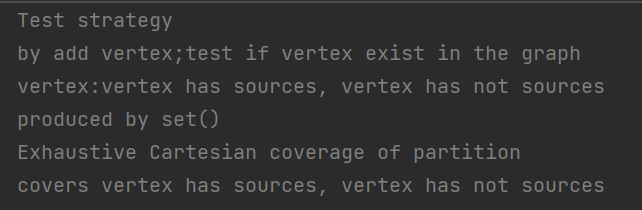 Test strategy
by add vertex;test if vertex exist in the graph
vertex:vertex has sources, vertex has not sources
produced by set()
Exhaustive Cartesian coverage of partition
covers vertex has sources, vertex has not sources